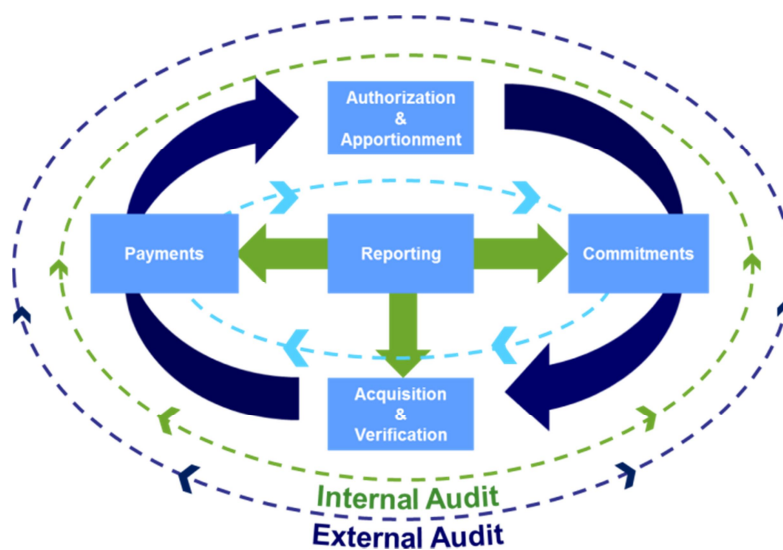 Authorization
&
Apportionment
Payments
Reporting
Commitments
Acquisition
&
Verification
Internal Audit
External Audit